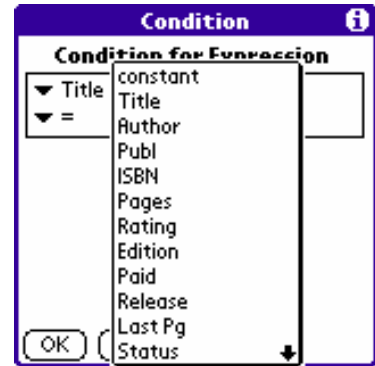 Condition
Condition for Expression
Title
=
constant
Title
Author
Publ
ISBN
Pages
Rating
Edition
Paid
Release
Last Pg
Status
OK